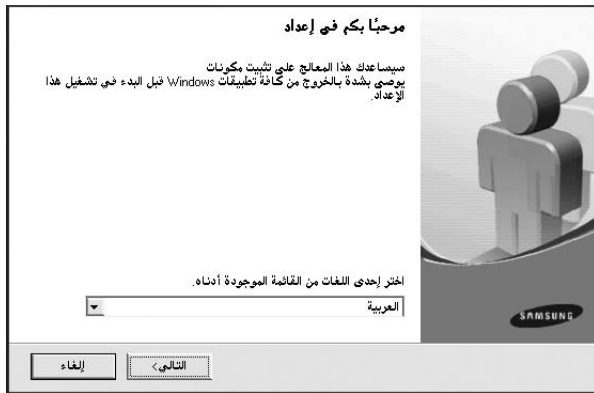 مرحبًا بكم في إعداد
سيساعدك هذا المعالج على تثبيت مكونات
يوصى بشدة بالخروج من كافة تطبيقات Windows قبل البدء في تشغيل هذا
الإعداد.
اختر إحدى اللغات من القائمة الموجودة أدناه.
العربية
SAMSUNG
التالي>
إلغاء